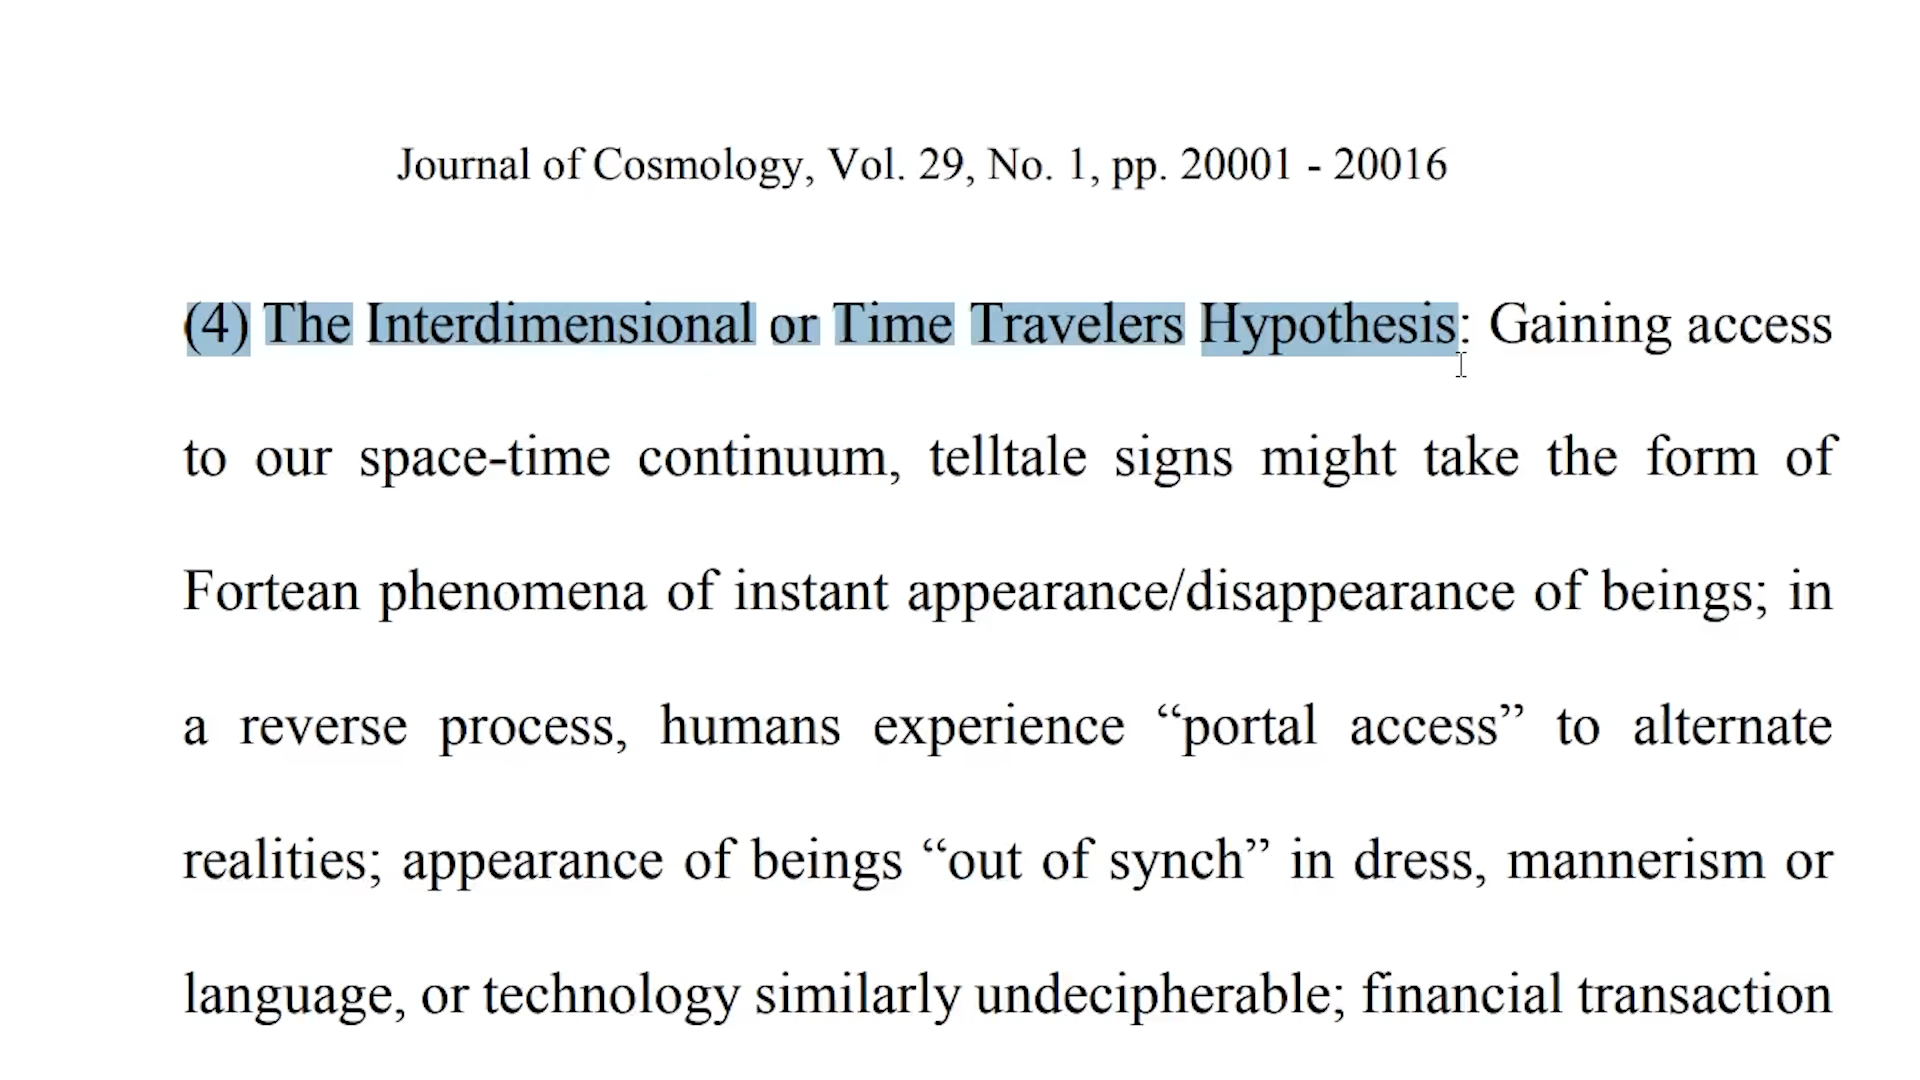 Journal of Cosmology, Vol. 29, No. 1, pp. 20001 - 20016
(4) The Interdimensional or Time Travelers Hypothesis: Gaining access
to our space-time continuum, telltale signs might take the form of
Fortean phenomena of instant appearance/disappearance of beings; in
a reverse process, humans experience “portal access” to alternate
realities; appearance of beings “out of synch” in dress, mannerism or
language, or technology similarly undecipherable; financial transaction